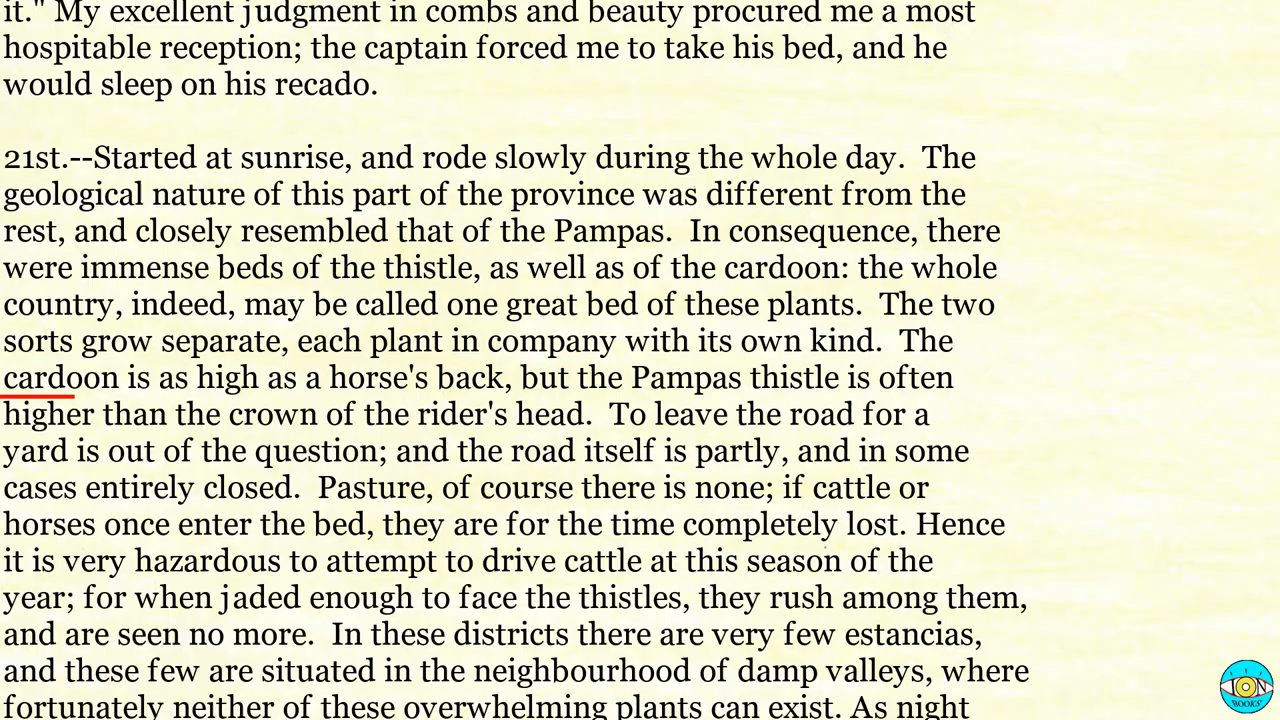 it." My excellent judgment in combs and beauty procured me a most
hospitable reception; the captain forced me to take his bed, and he
would sleep on his recado.
21st.--Started at sunrise, and rode slowly during the whole day.  The
geological nature of this part of the province was different from the
rest, and closely resembled that of the Pampas.  In consequence, there
were immense beds of the thistle, as well as of the cardoon: the whole
country, indeed, may be called one great bed of these plants.  The two
sorts grow separate, each plant in company with its own kind.  The
cardoon is as high as a horse's back, but the Pampas thistle is often
higher than the crown of the rider's head.  To leave the road for a
yard is out of the question; and the road itself is partly, and in some
cases entirely closed.  Pasture, of course there is none; if cattle or
horses once enter the bed, they are for the time completely lost. Hence
it is very hazardous to attempt to drive cattle at this season of the
year; for when jaded enough to face the thistles, they rush among them,
and are seen no more.  In these districts there are very few estancias,
and these few are situated in the neighbourhood of damp valleys, where
fortunately neither of these overwhelming plants can exist. As night
ION
BOOKS